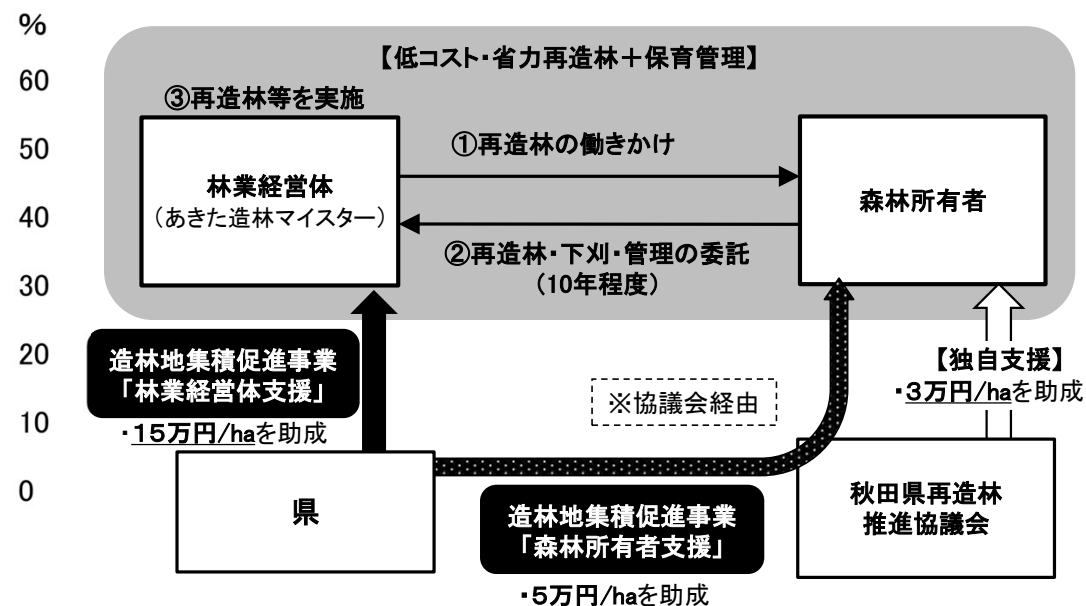 %
60
50
40
30
20
10
0
【低コスト・省力再造林＋保育管理】
③再造林等を実施
林業経営体
（あきた造林マイスター）
①再造林の働きかけ
②再造林・下刈・管理の委託
（10年程度）
森林所有者
造林地集積促進事業
「林業経営体支援」
・15万円/haを助成
※協議会経由
【独自支援】
・３万円/haを助成
県
造林地集積促進事業
「森林所有者支援」
・5万円/haを助成
秋田県再造林
推進協議会